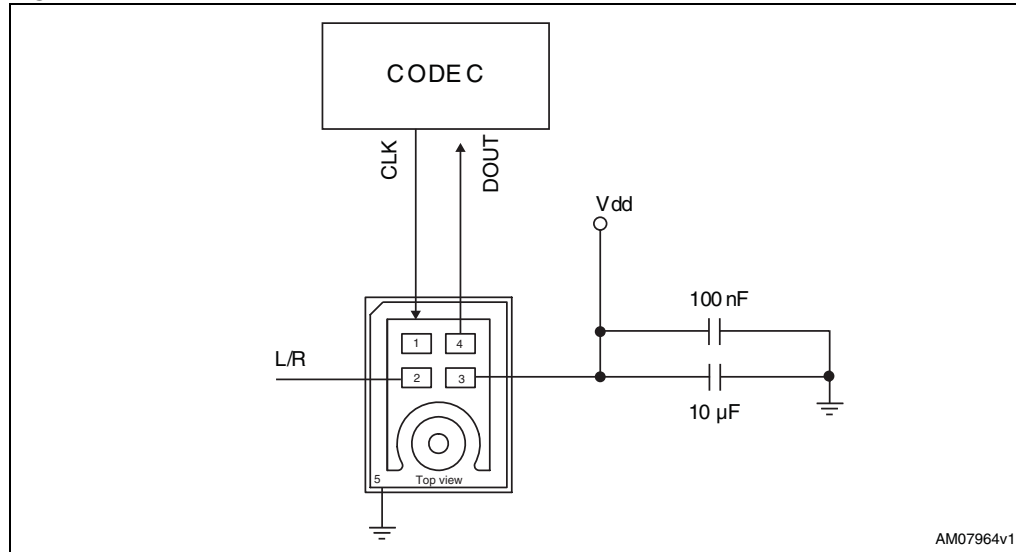 CODEC
CLK
DOUT
Vdd
100 nF
L/R
1
4
2
3
10 µF
5
Top view
AM07964v1